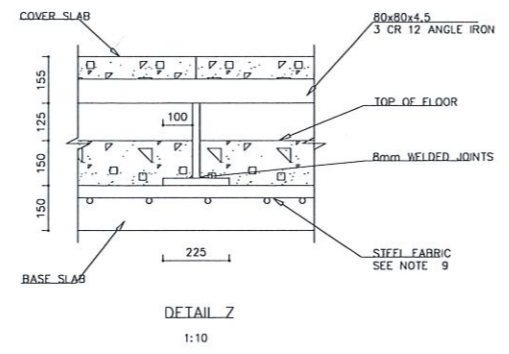 COVER SLAB
80x80x4.5
3 CR 12 ANGLE IRON
155
125
100
TOP OF FLOOR
150
8mm WELDED JOINTS
150
225
STEEL FABRIC
SEE NOTE 9
BASE SLAB
DETAIL Z
1:10